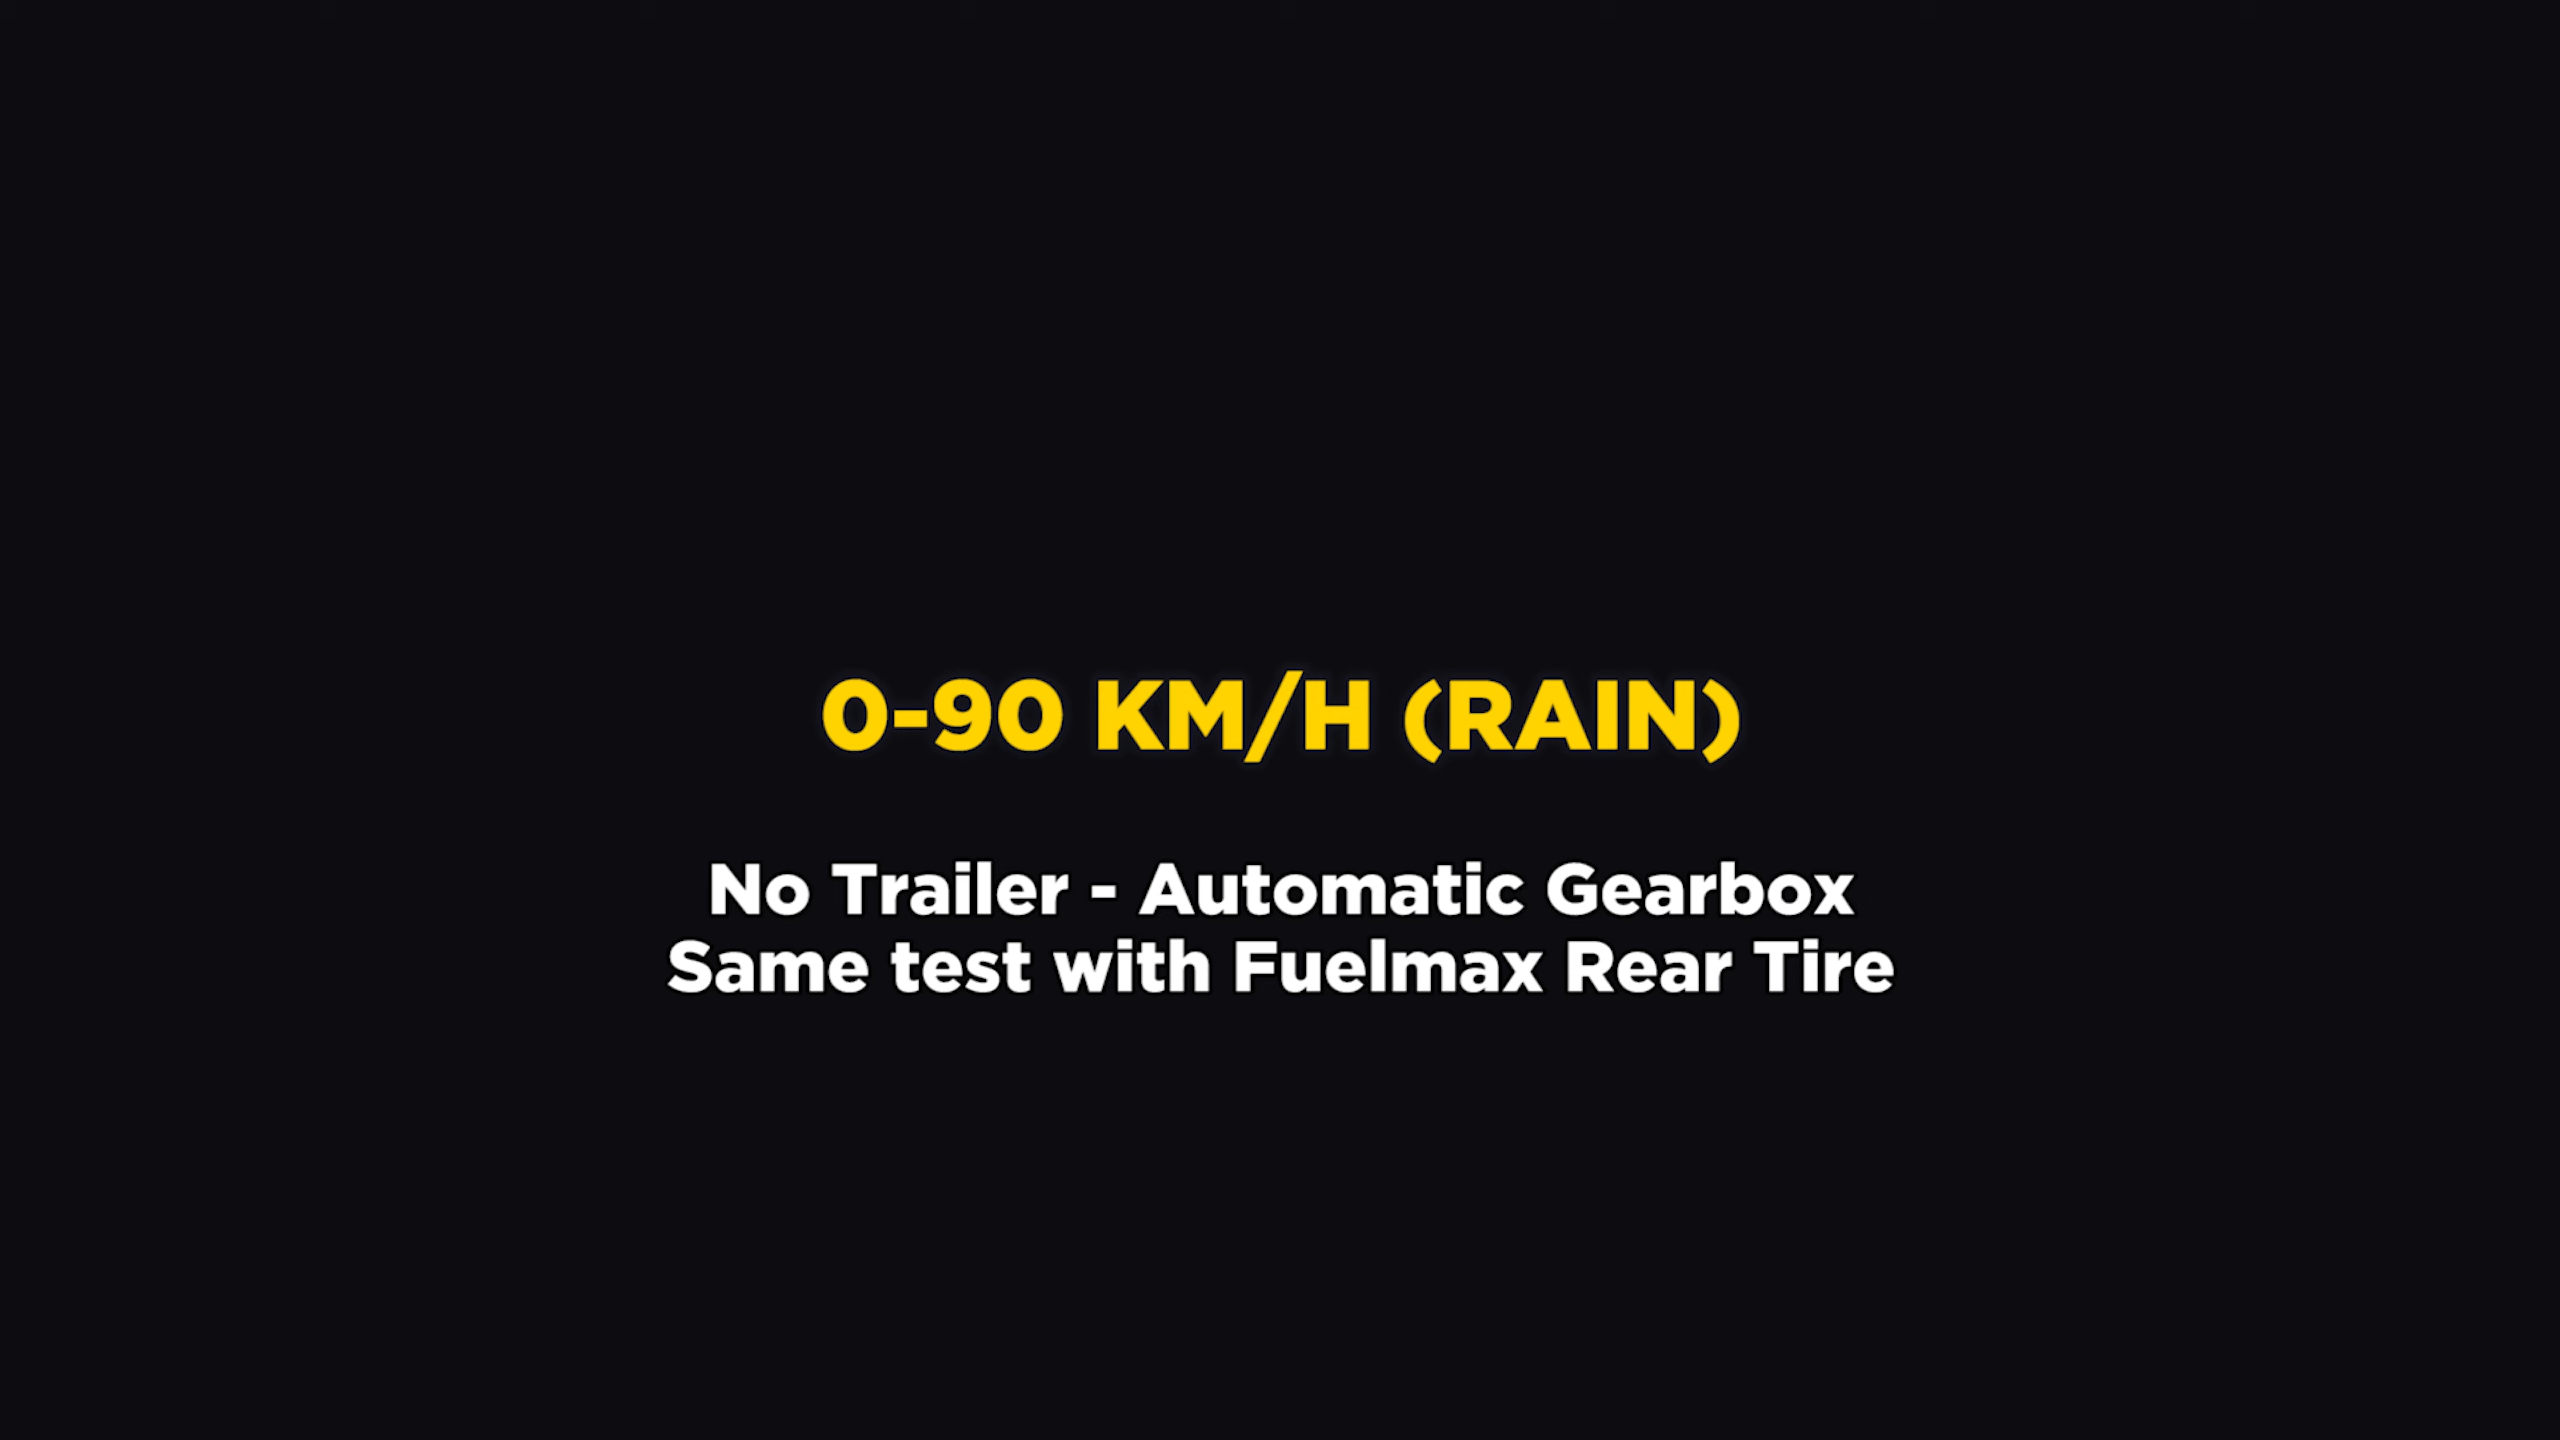 0-90 KM/H (RAIN)
No Trailer - Automatic Gearbox
Same test with Fuelmax Rear Tire